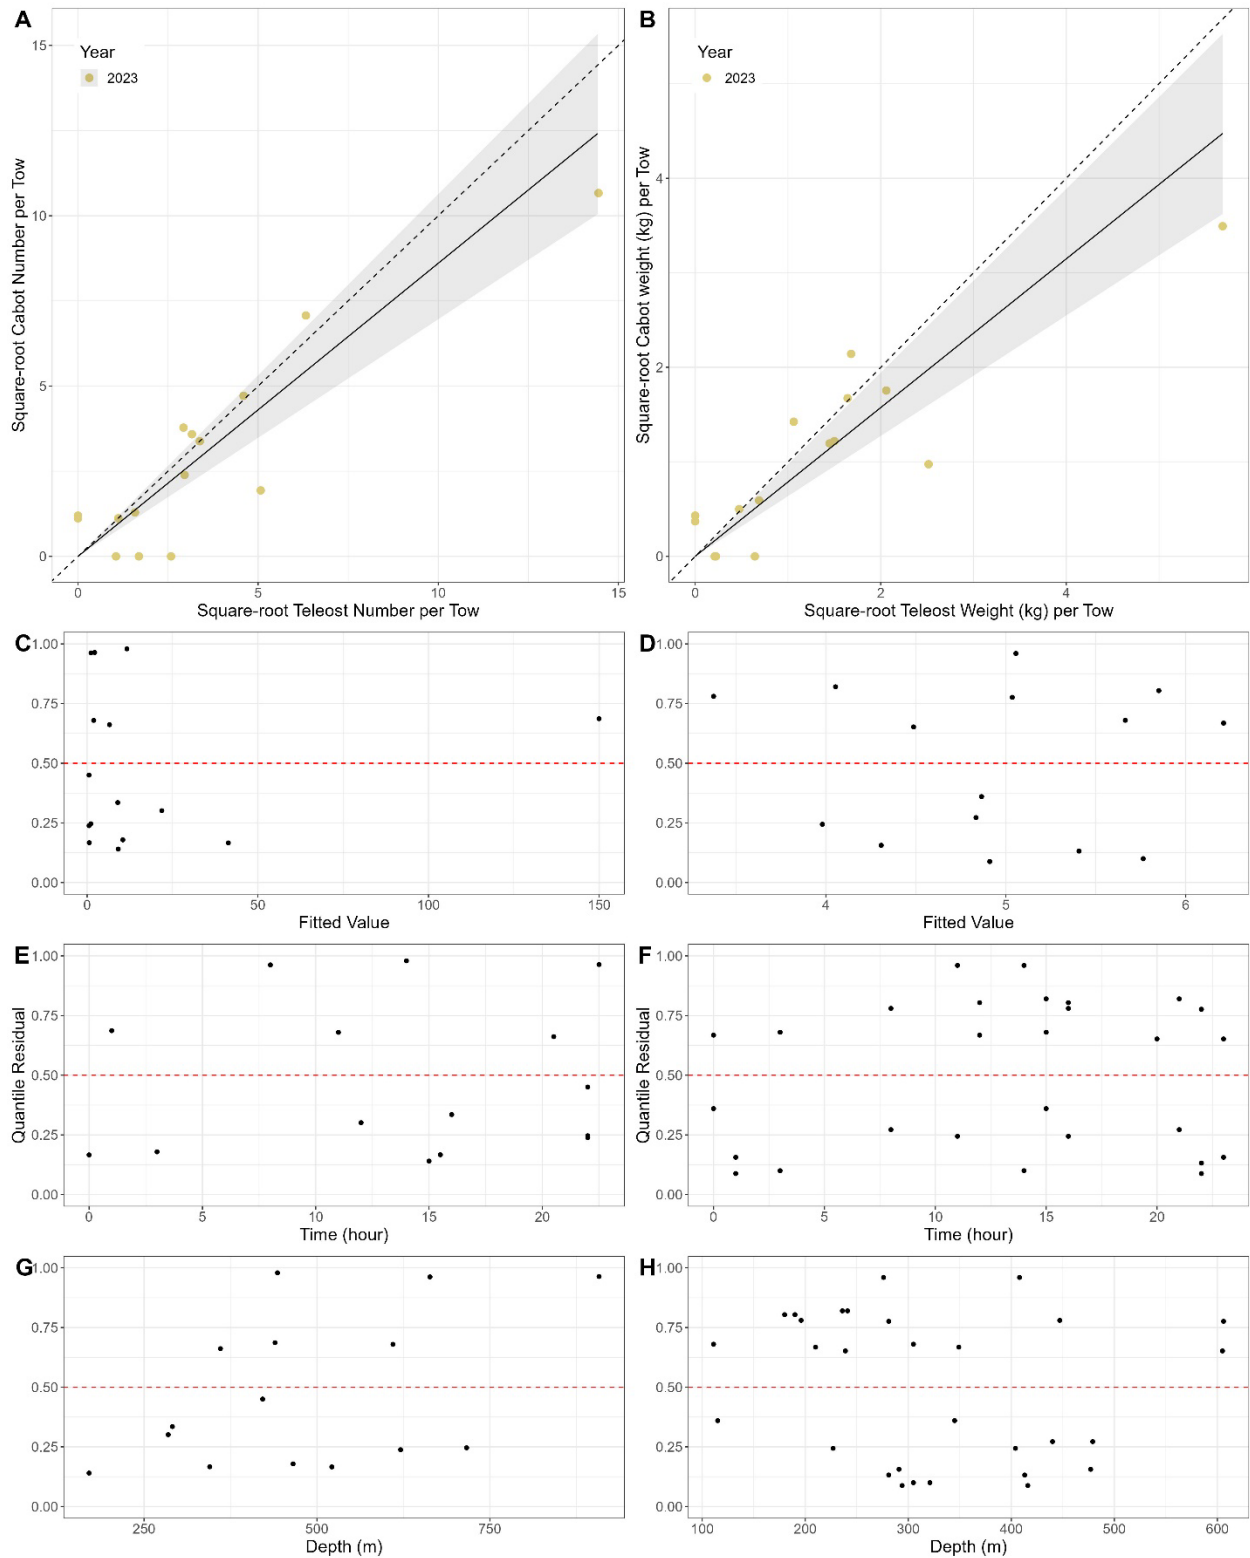 A
Year
2023
15
10
5
0
Square-root Cabot Number per Tow
0 5 10 15
Square-root Teleost Number per Tow
B
Year
2023
4
2
0
Square-root Cabot weight (kg) per Tow
0 2 4
Square-root Teleost Weight (kg) per Tow
C
1.00
0.75
0.50
0.25
0.00
0 50 100 150
Fitted Value
D
1.00
0.75
0.50
0.25
0.00
4 5 6
Fitted Value
E
1.00
0.75
0.50
0.25
0.00
Quantile Residual
0 5 10 15 20
Time (hour)
F
1.00
0.75
0.50
0.25
0.00
Quantile Residual
0 5 10 15 20
Time (hour)
G
1.00
0.75
0.50
0.25
0.00
250 500 750
Depth (m)
H
1.00
0.75
0.50
0.25
0.00
100 200 300 400 500 600
Depth (m)